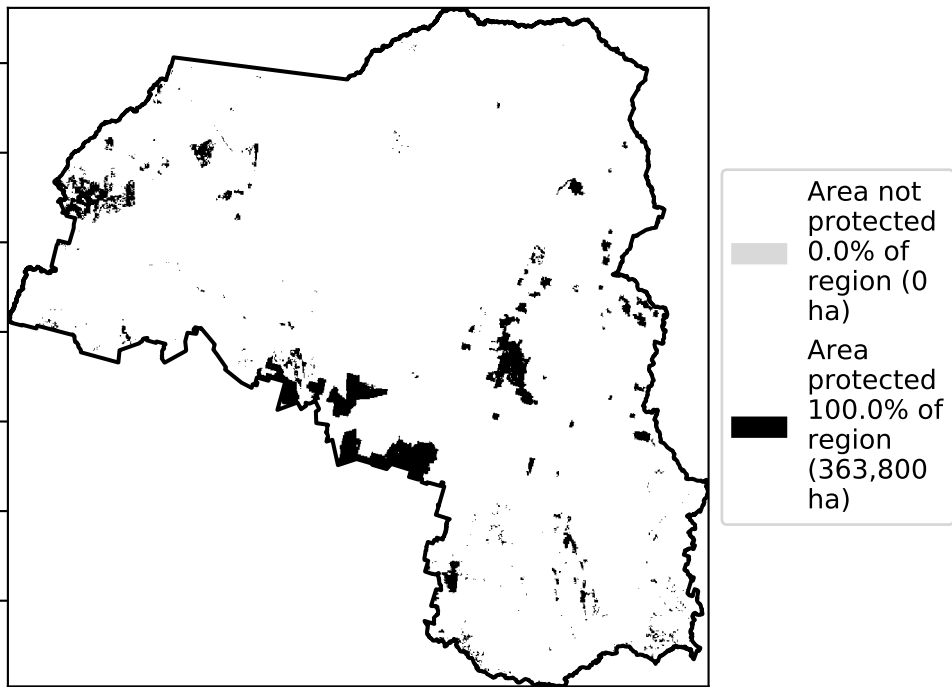 Area not
protected
0.0% of
region (0
ha)
Area
protected
100.0% of
region
(363,800
ha)